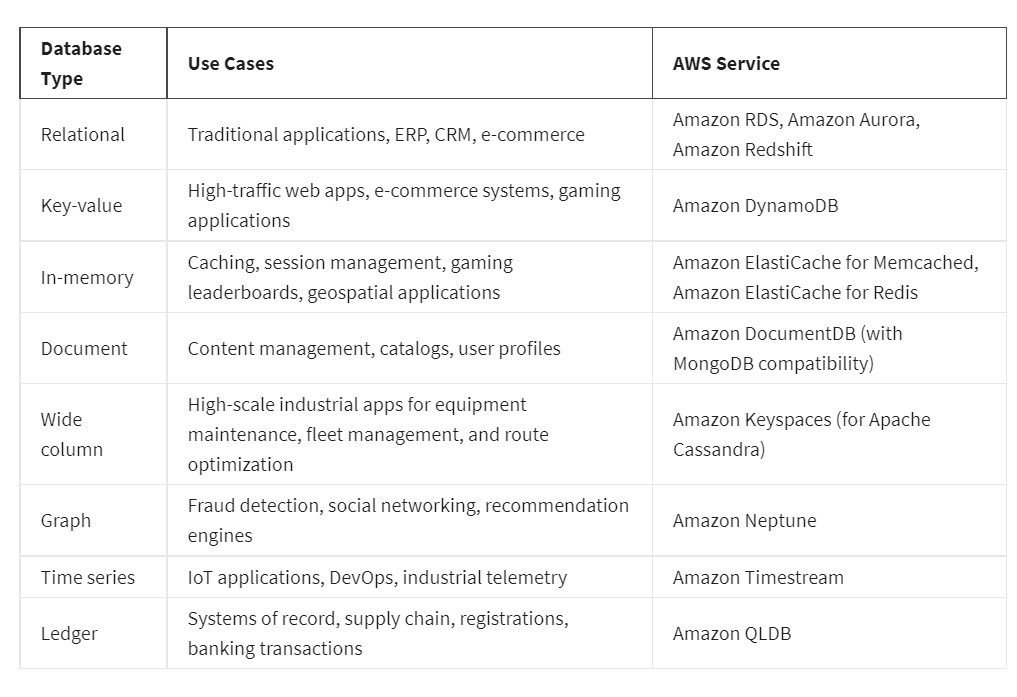 Database
Type
Use Cases
AWS Service
Relational
Traditional applications, ERP, CRM, e-commerce
Amazon RDS, Amazon Aurora,
Amazon Redshift
Key-value
High-traffic web apps, e-commerce systems, gaming
applications
Amazon DynamoDB
In-memory
Caching, session management, gaming
leaderboards, geospatial applications
Amazon ElastiCache for Memcached,
Amazon ElastiCache for Redis
Document
Content management, catalogs, user profiles
Amazon DocumentDB (with
MongoDB compatibility)
Wide
column
High-scale industrial apps for equipment
maintenance, fleet management, and route
optimization
Amazon Keyspaces (for Apache
Cassandra)
Graph
Fraud detection, social networking, recommendation
engines
Amazon Neptune
Time series
IoT applications, DevOps, industrial telemetry
Amazon Timestream
Ledger
Systems of record, supply chain, registrations,
banking transactions
Amazon QLDB